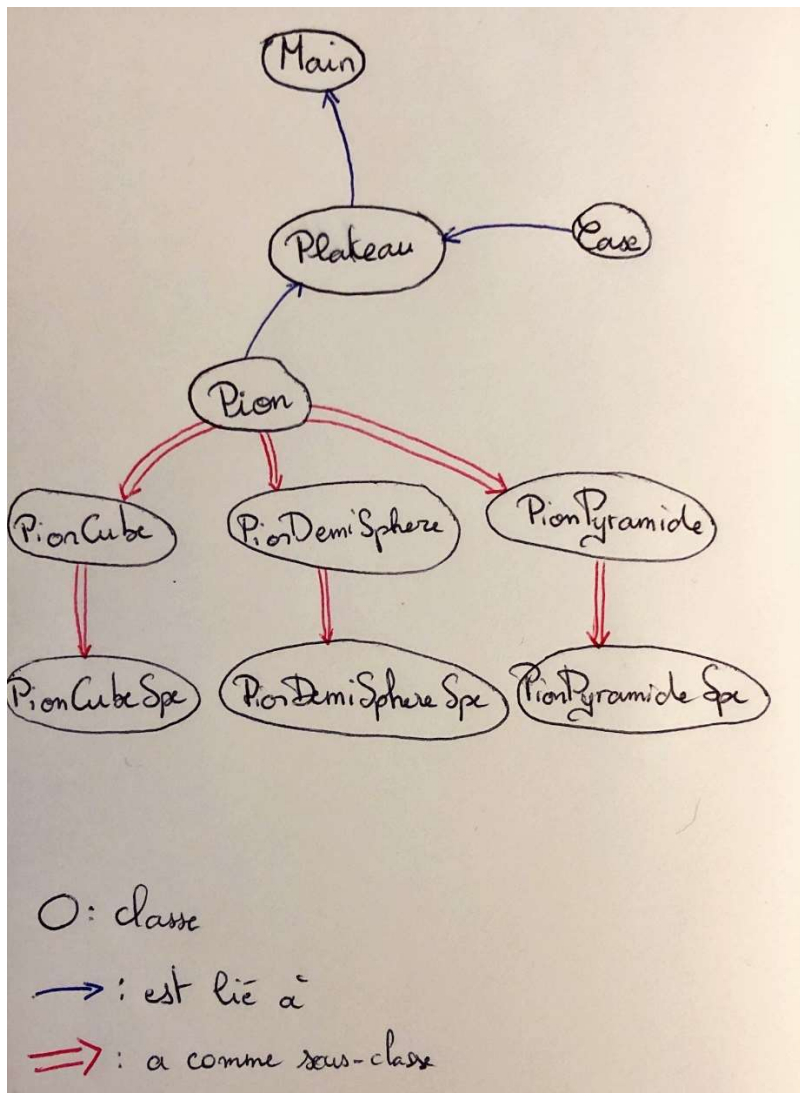 Main
Plateau
Case
Pion
PionCube
PionDemiSphere
PionPyramide
PionCubeSpe
PionDemiSphereSpe
PionPyramideSpe
O: classe
→: est lié à
⇒: a comme sous-classe